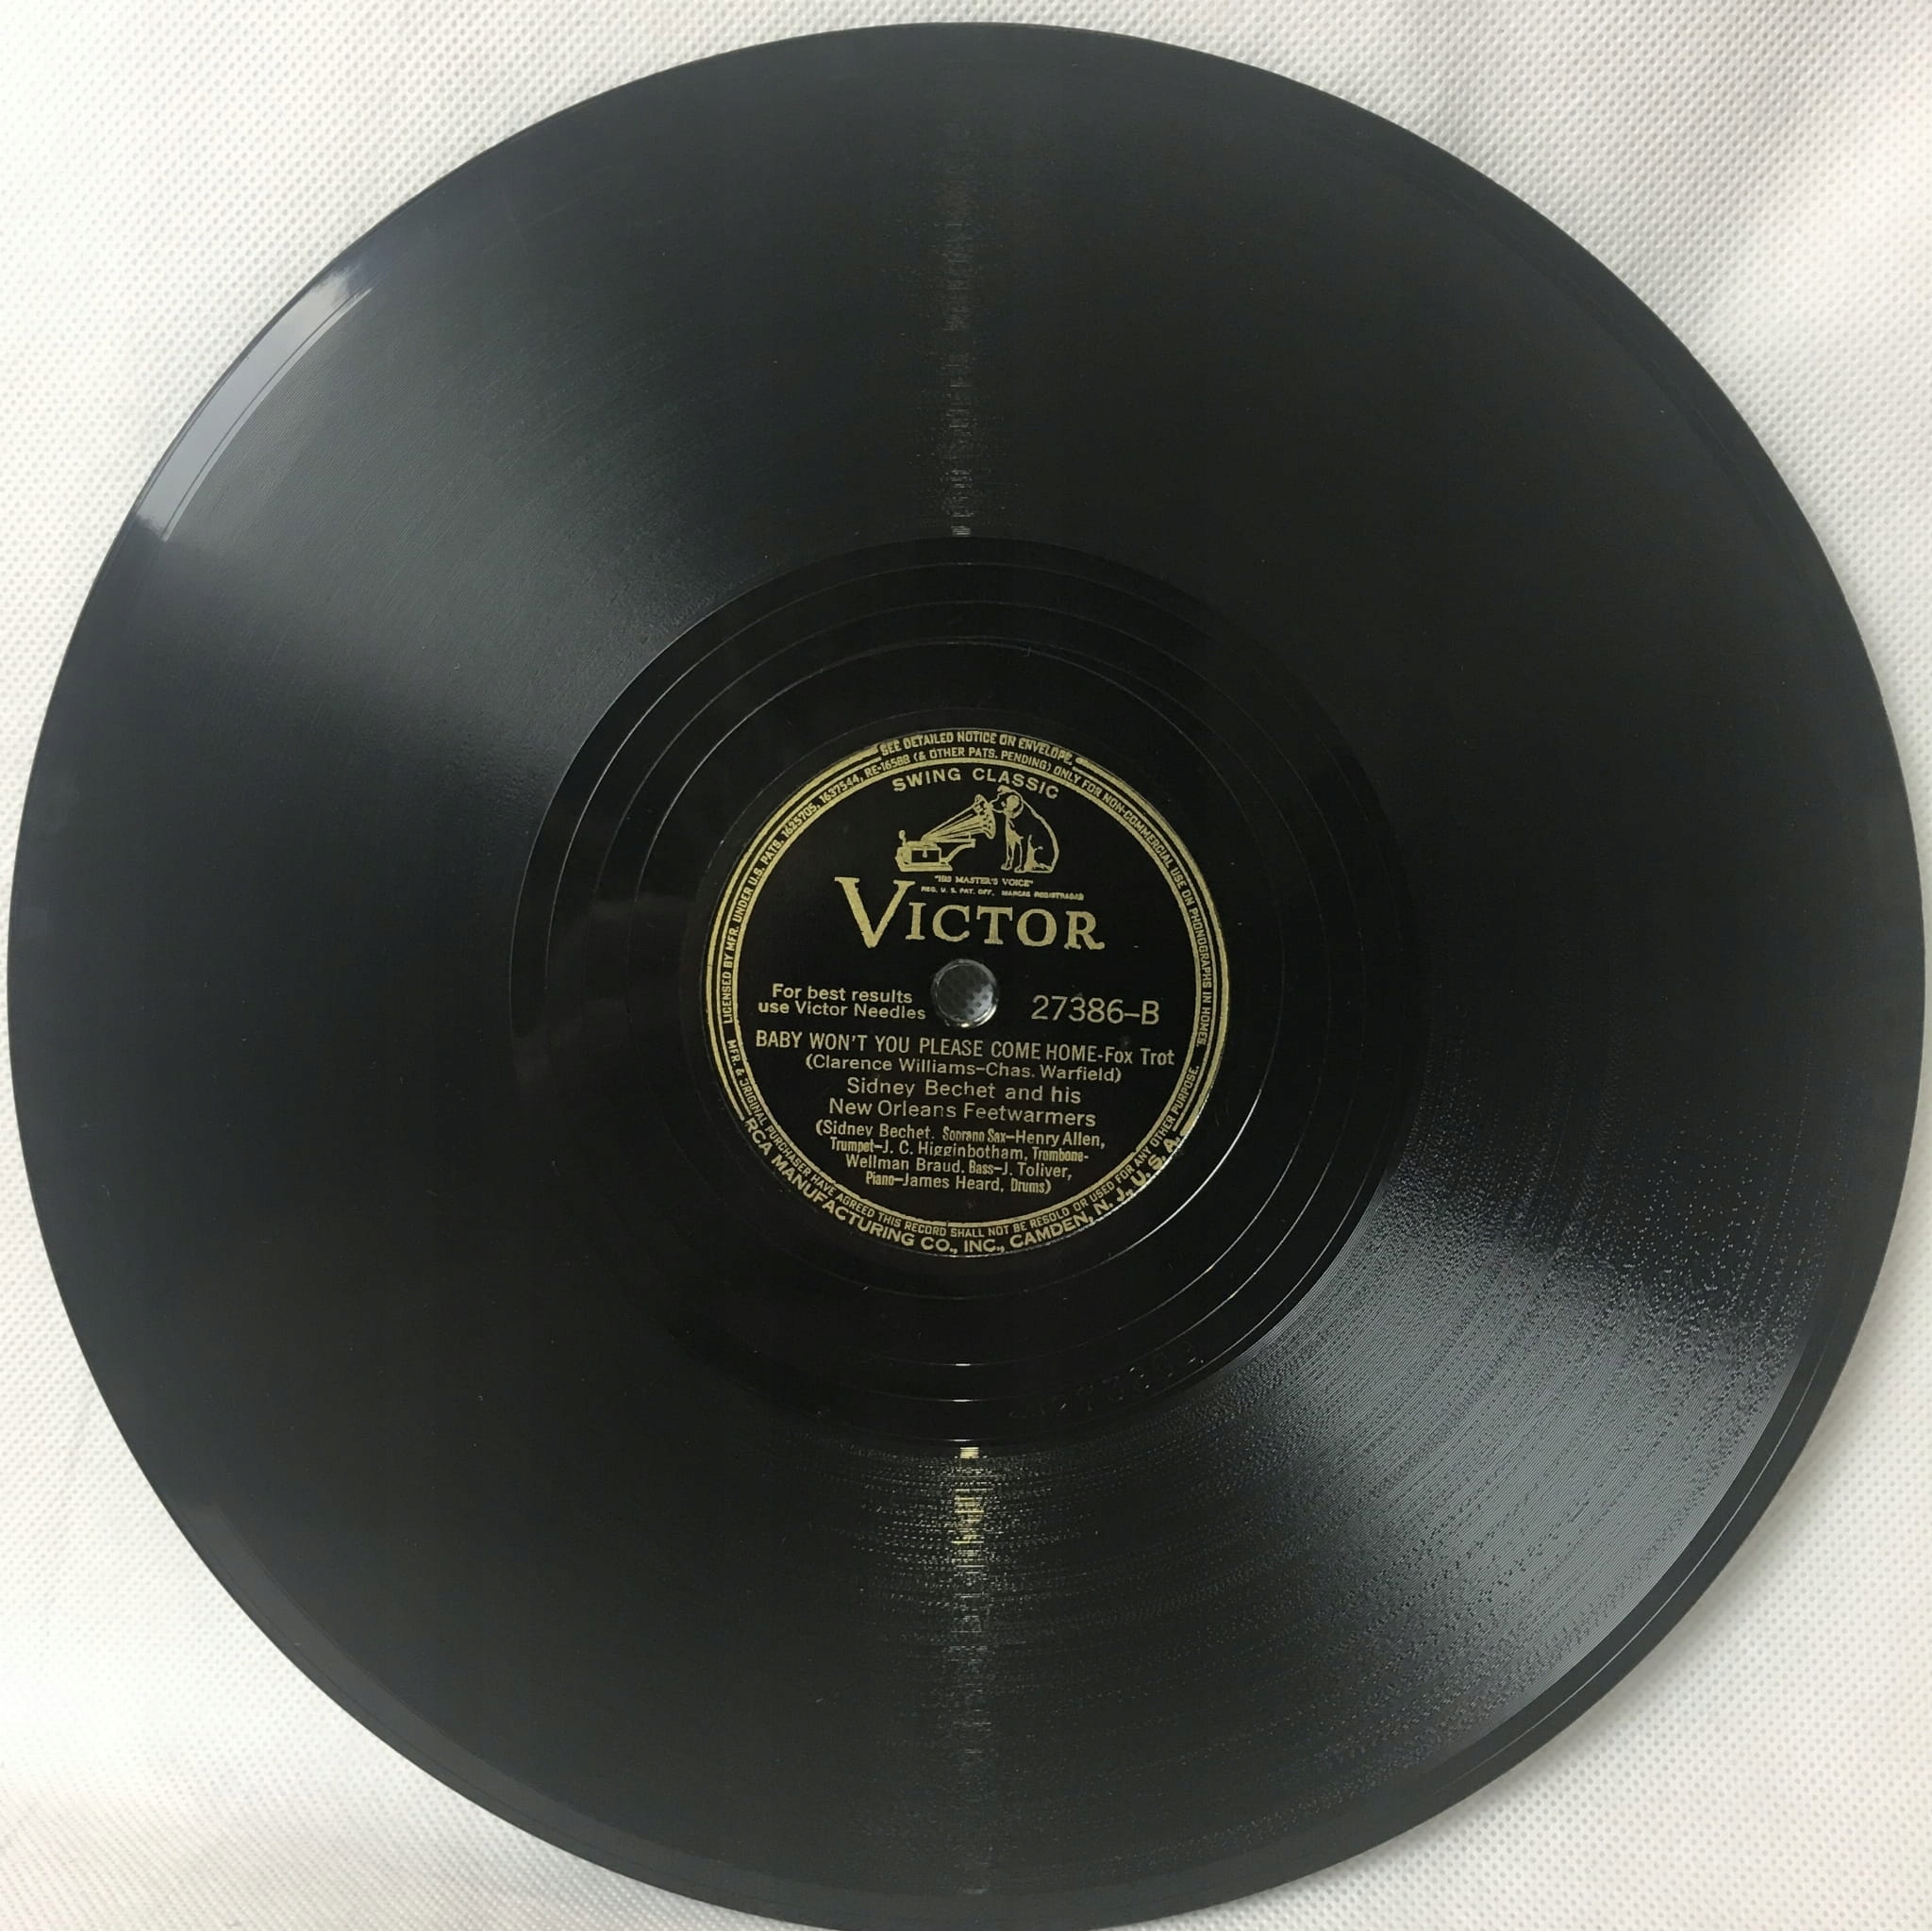 SEE DETAILED NOTICE ON ENVELOPE.
LICENSED BY MFR. UNDER U.S. PATS. 1625705, 1637544, RE-16588 (& OTHER PATS. PENDING) ONLY FOR NON-COMMERCIAL USE ON PHONOGRAPHS IN HOMES.
SWING CLASSIC
"HIS MASTER'S VOICE"
REG. U. S. PAT. OFF. MARCAS REGISTRADAS
VICTOR
For best results
use Victor Needles
27386-B
BABY WON'T YOU PLEASE COME HOME-Fox Trot
(Clarence Williams-Chas. Warfield)
Sidney Bechet and his
New Orleans Feetwarmers
(Sidney Bechet. Soprano Sax-Henry Allen,
Trumpet-J. C. Higginbotham, Trombone-
Wellman Braud. Bass-J. Toliver,
Piano-James Heard, Drums)
MFR. & ORIGINAL PURCHASER HAVE AGREED THIS RECORD SHALL NOT BE RESOLD OR USED FOR ANY OTHER PURPOSE.
RCA MANUFACTURING CO., INC., CAMDEN, N. J., U. S. A.